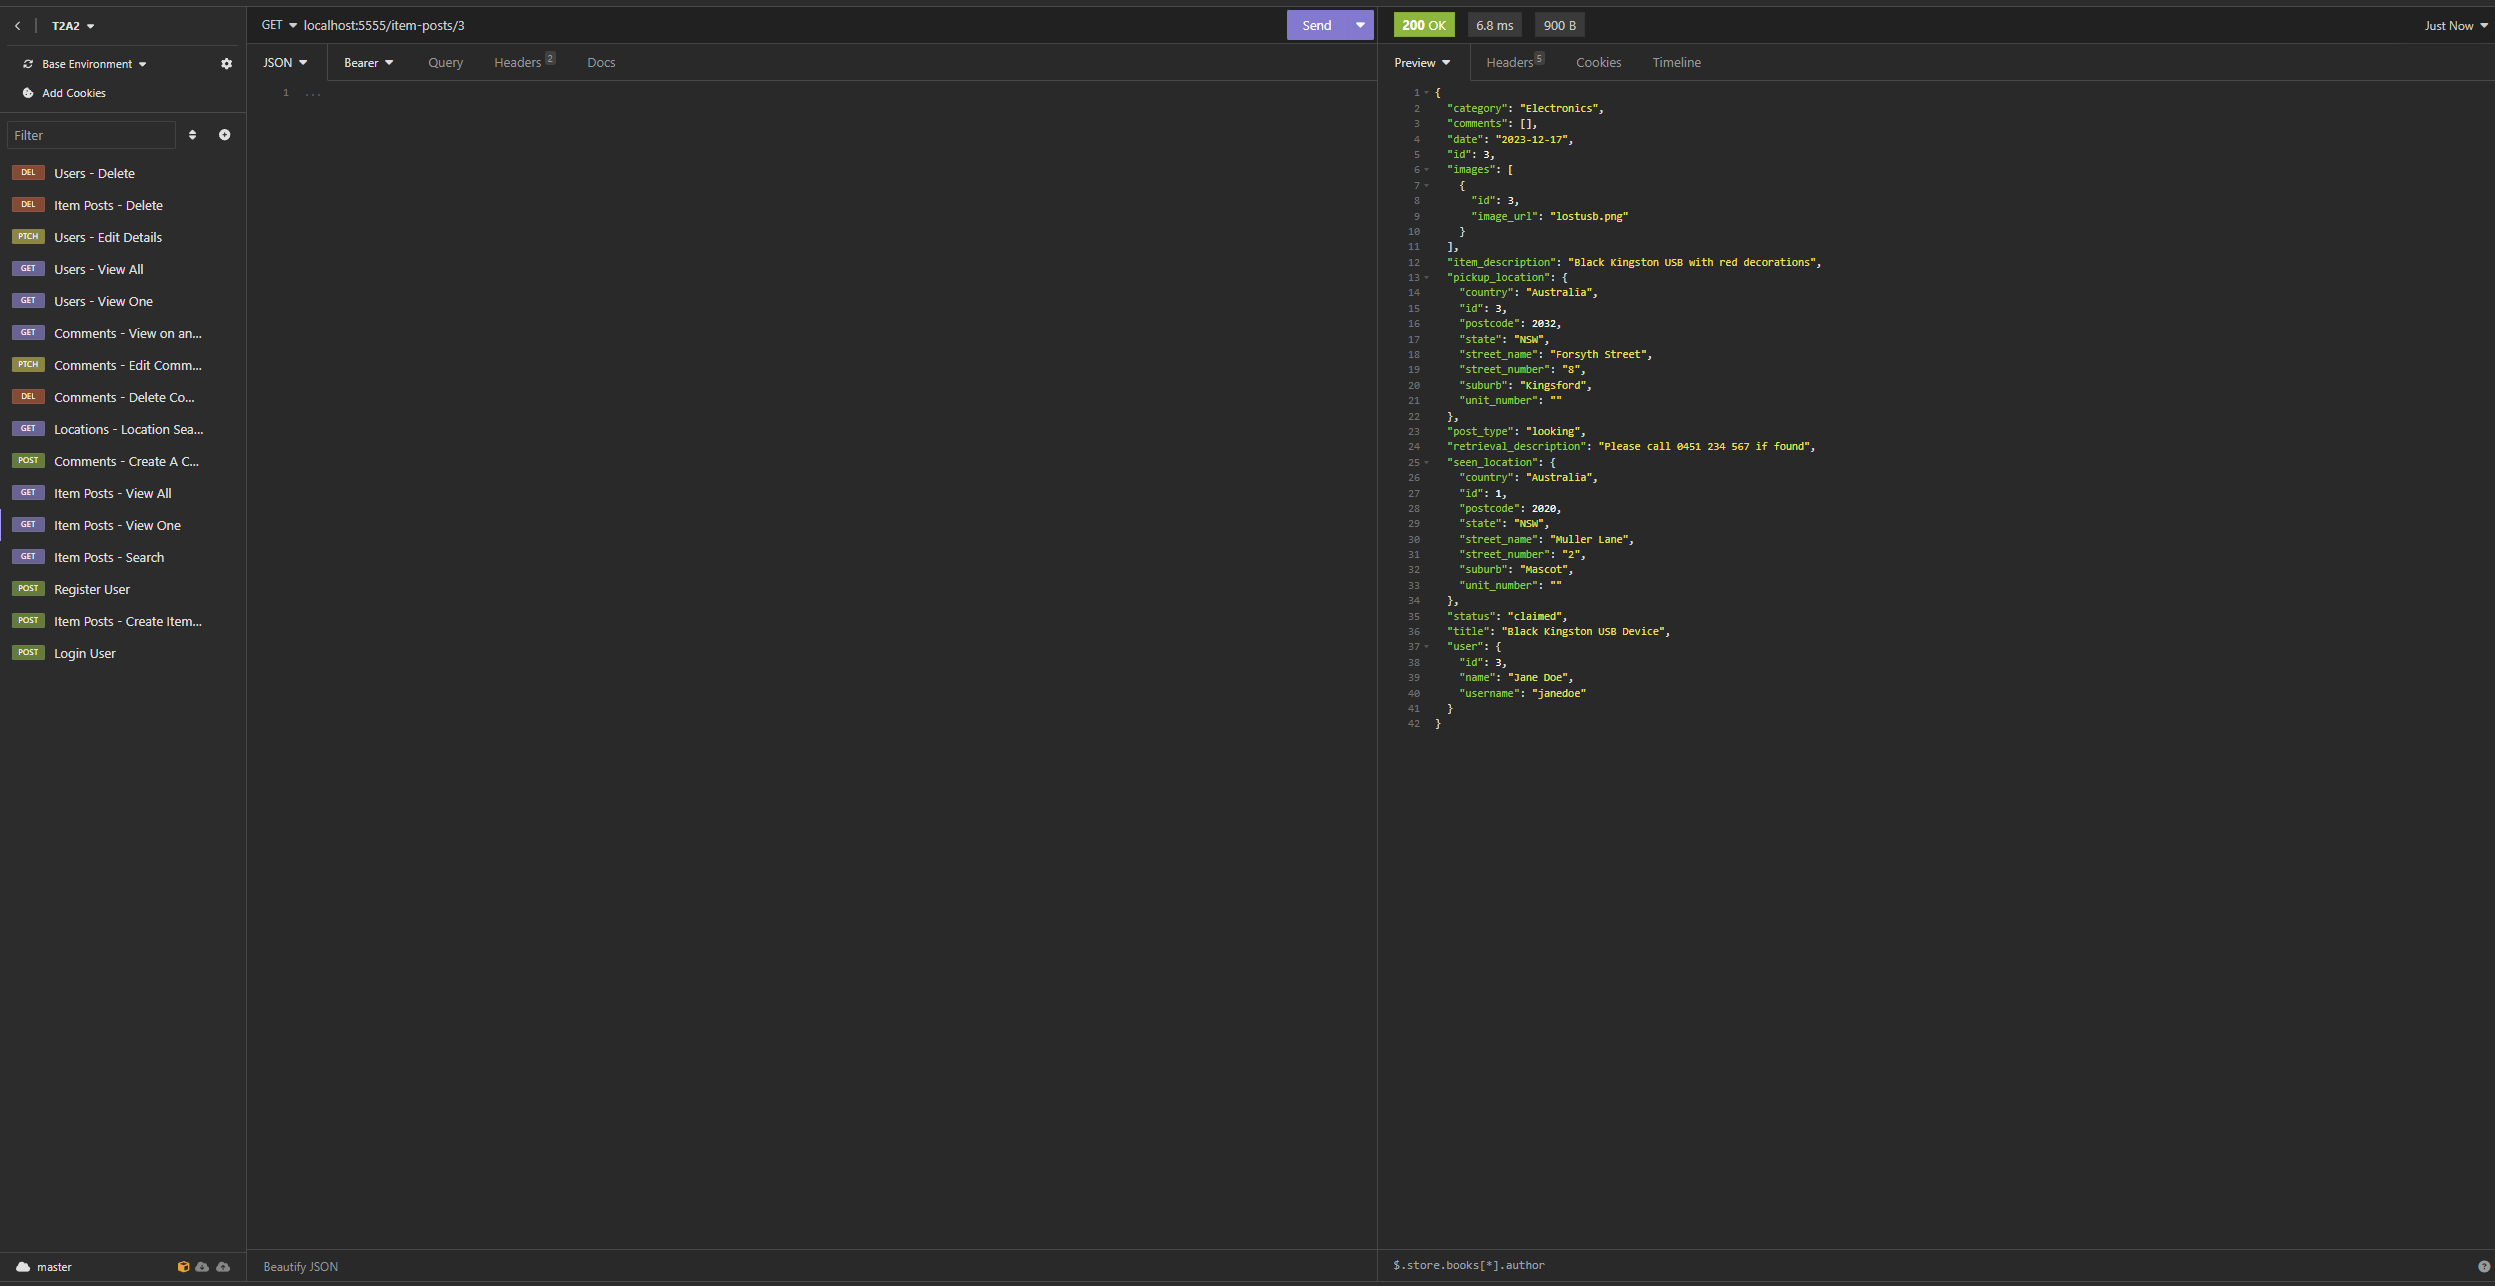 T2A2
Base Environment
Add Cookies
Filter
DEL Users - Delete
DEL Item Posts - Delete
PTCH Users - Edit Details
GET Users - View All
GET Users - View One
GET Comments - View on an...
PTCH Comments - Edit Comm...
DEL Comments - Delete Co...
GET Locations - Location Sea...
POST Comments - Create A C...
GET Item Posts - View All
GET Item Posts - View One
GET Item Posts - Search
POST Register User
POST Item Posts - Create Item...
POST Login User
master
GET localhost:5555/item-posts/3 Send
JSON Bearer Query Headers 2 Docs
1 ...
Beautify JSON
200 OK 6.8 ms 900 B Just Now
Preview Headers 5 Cookies Timeline
1 {
2 "category": "Electronics",
3 "comments": [],
4 "date": "2023-12-17",
5 "id": 3,
6 "images": [
7 {
8 "id": 3,
9 "image_url": "lostusb.png"
10 }
11 ],
12 "item_description": "Black Kingston USB with red decorations",
13 "pickup_location": {
14 "country": "Australia",
15 "id": 3,
16 "postcode": 2032,
17 "state": "NSW",
18 "street_name": "Forsyth Street",
19 "street_number": "8",
20 "suburb": "Kingsford",
21 "unit_number": ""
22 },
23 "post_type": "looking",
24 "retrieval_description": "Please call 0451 234 567 if found",
25 "seen_location": {
26 "country": "Australia",
27 "id": 1,
28 "postcode": 2020,
29 "state": "NSW",
30 "street_name": "Muller Lane",
31 "street_number": "2",
32 "suburb": "Mascot",
33 "unit_number": ""
34 },
35 "status": "claimed",
36 "title": "Black Kingston USB Device",
37 "user": {
38 "id": 3,
39 "name": "Jane Doe",
40 "username": "janedoe"
41 }
42 }
$.store.books[*].author